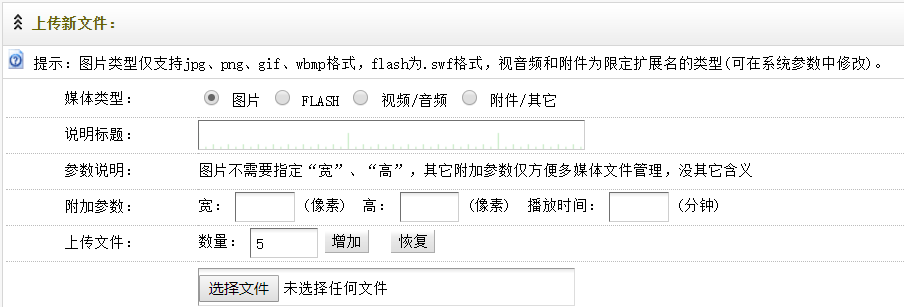 上传新文件：
提示：图片类型仅支持jpg、png、gif、wbmp格式，flash为.swf格式，视音频和附件为限定扩展名的类型(可在系统参数中修改)。
媒体类型： 图片 FLASH 视频/音频 附件/其它
说明标题：
参数说明： 图片不需要指定“宽”、“高”，其它附加参数仅方便多媒体文件管理，没其它含义
附加参数： 宽： (像素) 高： (像素) 播放时间： (分钟)
上传文件： 数量： 5 增加 恢复
选择文件 未选择任何文件